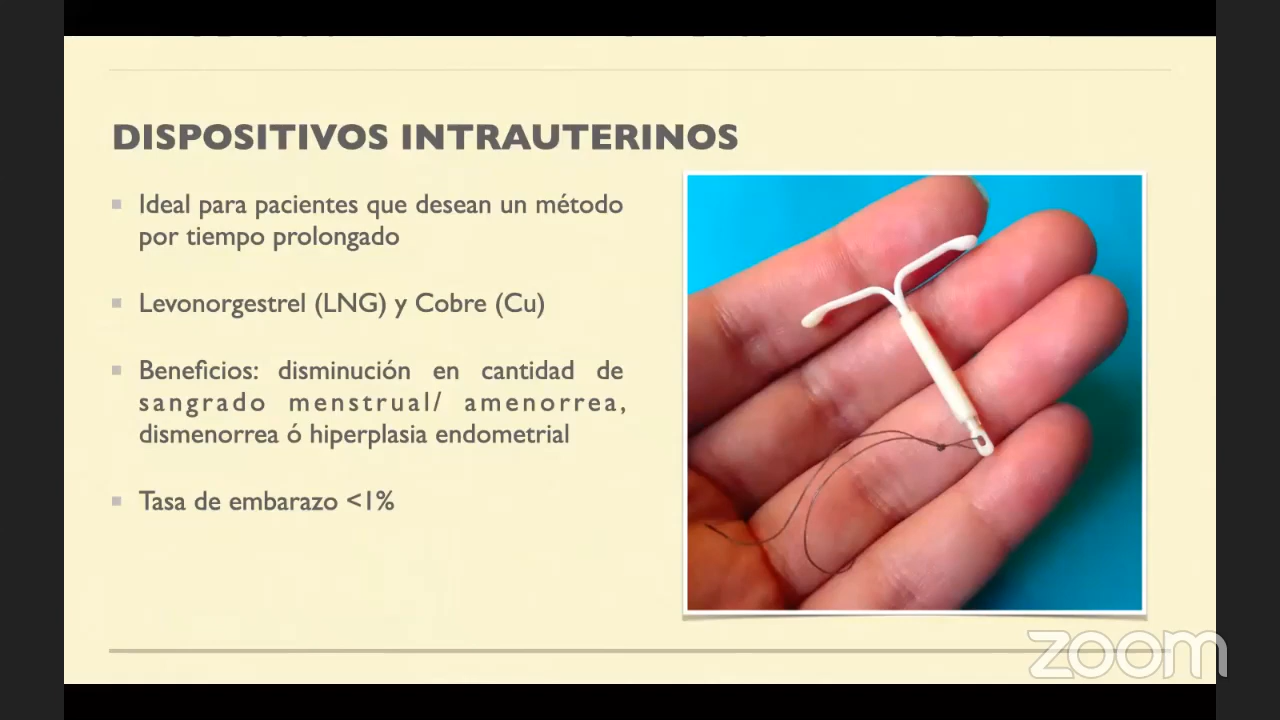 DISPOSITIVOS INTRAUTERINOS
Ideal para pacientes que desean un método
por tiempo prolongado
Levonorgestrel (LNG) y Cobre (Cu)
Beneficios: disminución en cantidad de
sangrado menstrual/ amenorrea,
dismenorrea ó hiperplasia endometrial
Tasa de embarazo <1%
zoom